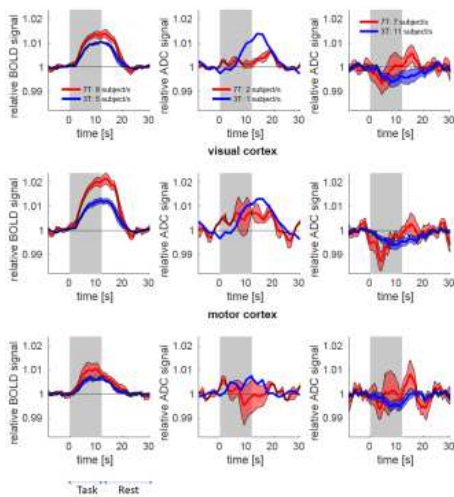 relative BOLD signal
1.02
1.01
1
0.99
7T: 6 subject/s
3T: 5 subject/s
0 10 20 30
time [s]
relative ADC signal
1.02
1.01
1
0.99
7T: 2 subject/s
3T: 1 subject/s
0 10 20 30
time [s]
relative ADC signal
1.02
1.01
1
0.99
7T: 7 subject/s
3T: 11 subject/s
0 10 20 30
time [s]
visual cortex
relative BOLD signal
1.02
1.01
1
0.99
0 10 20 30
time [s]
relative ADC signal
1.02
1.01
1
0.99
0 10 20 30
time [s]
relative ADC signal
1.02
1.01
1
0.99
0 10 20 30
time [s]
motor cortex
relative BOLD signal
1.02
1.01
1
0.99
0 10 20 30
time [s]
relative ADC signal
1.02
1.01
1
0.99
0 10 20 30
time [s]
relative ADC signal
1.02
1.01
1
0.99
0 10 20 30
time [s]
Task Rest